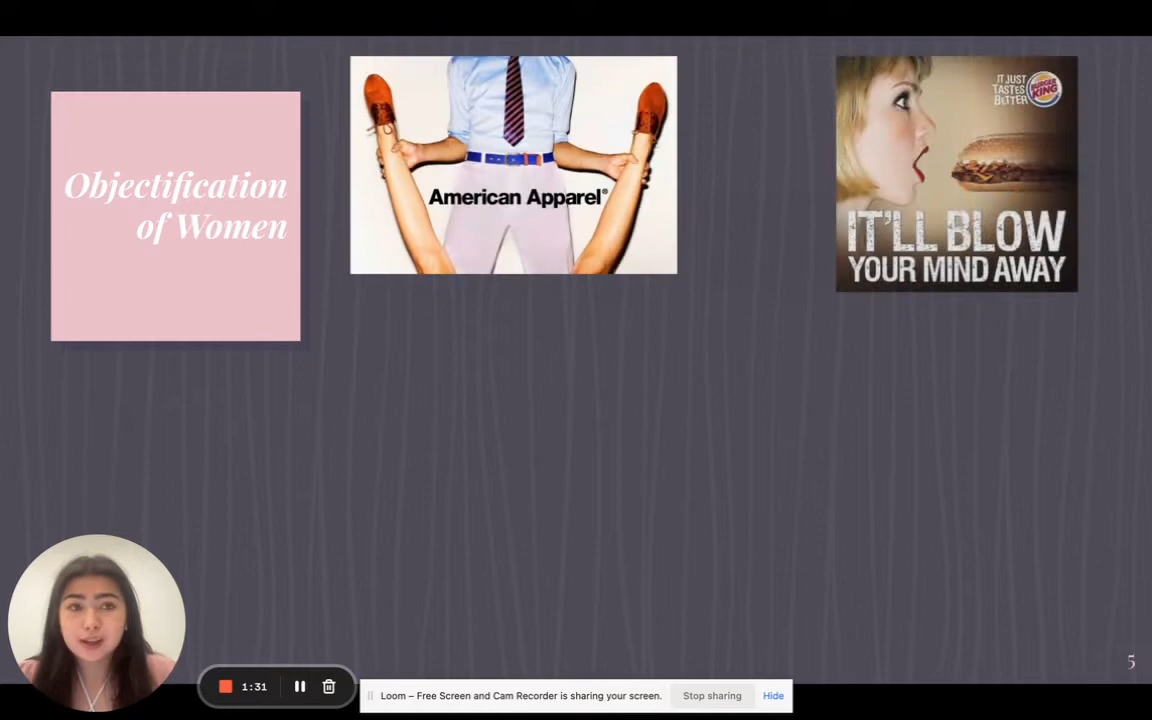 Objectification
of Women
American Apparel®
IT JUST
TASTES
BETTER
BURGER
KING
IT'LL BLOW
YOUR MIND AWAY
5
1:31
Loom – Free Screen and Cam Recorder is sharing your screen.
Stop sharing
Hide